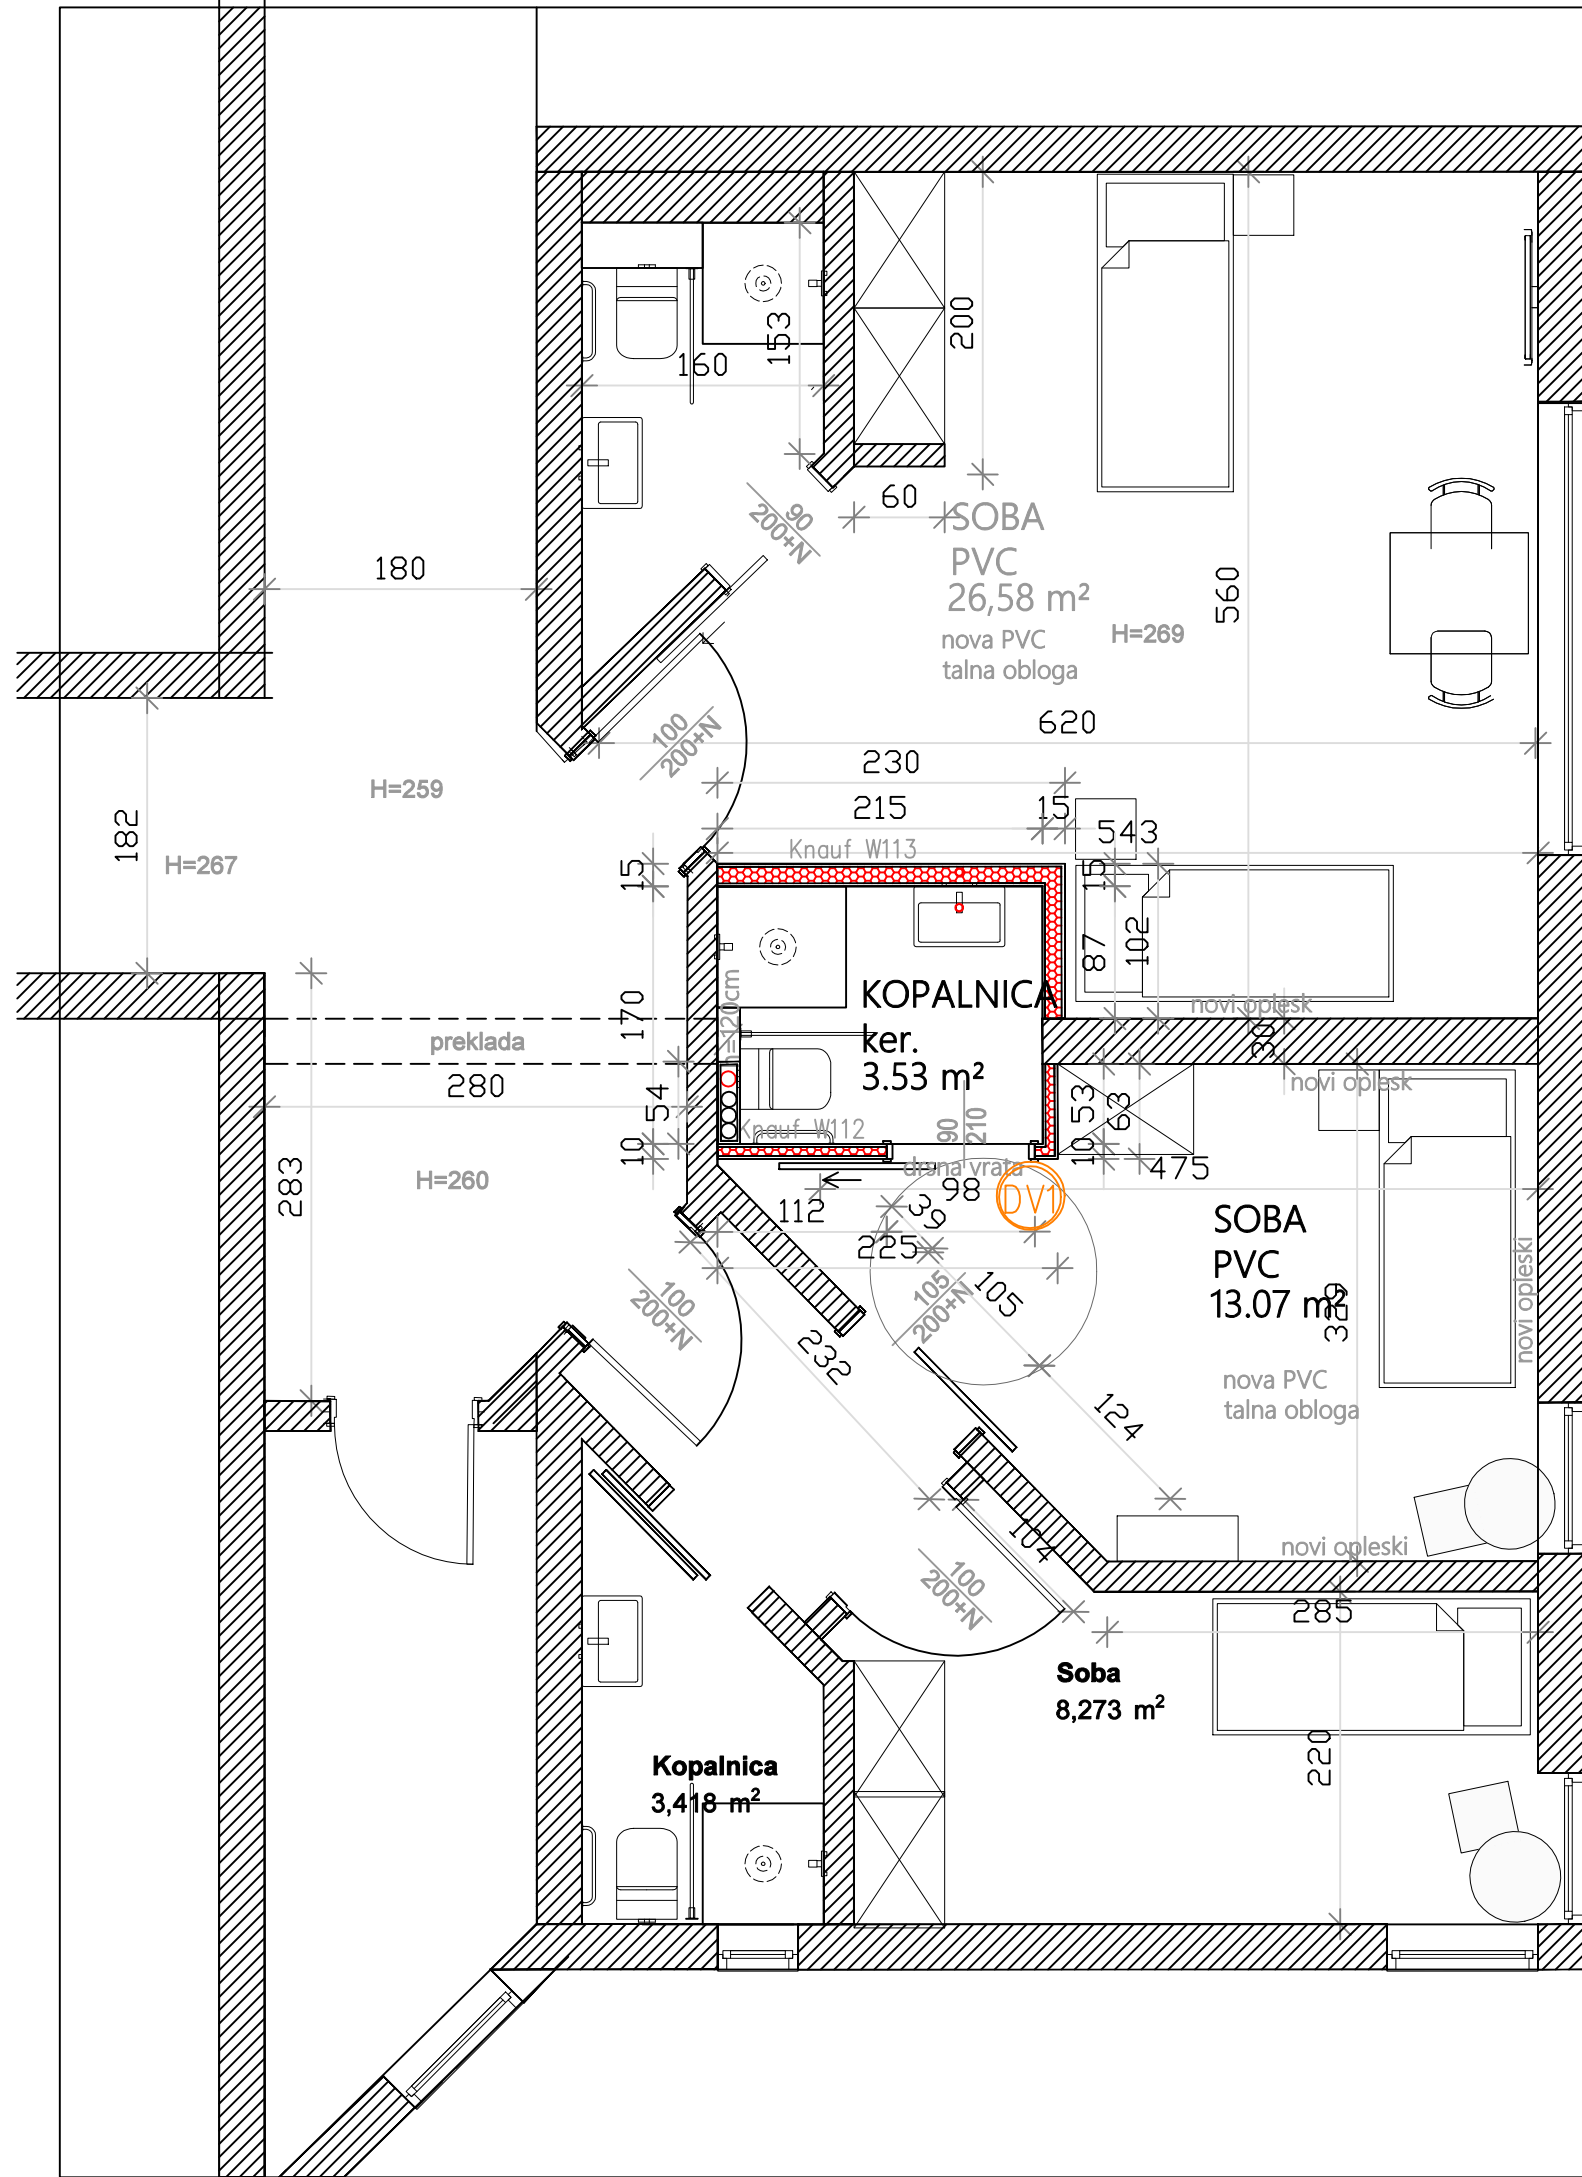 153
200
160
60
90
200+N
SOBA
PVC
26,58 m²
nova PVC
talna obloga
H=269
560
180
100
200+N
620
230
215
15
543
H=259
182
H=267
Knauf W113
15
15
87
102
KOPALNICA
ker.
3.53 m²
h=120cm
170
novi oplesk
30
preklada
novi oplesk
280
54
53
63
90
210
Knauf W112
10
10
drsna vrata
475
H=260
283
98
DV1
112
39
225
SOBA
PVC
13.07 m²
329
novi opleski
105
200+N
105
100
200+N
232
nova PVC
talna obloga
124
104
novi opleski
100
200+N
285
Soba
8,273 m²
220
Kopalnica
3,418 m²